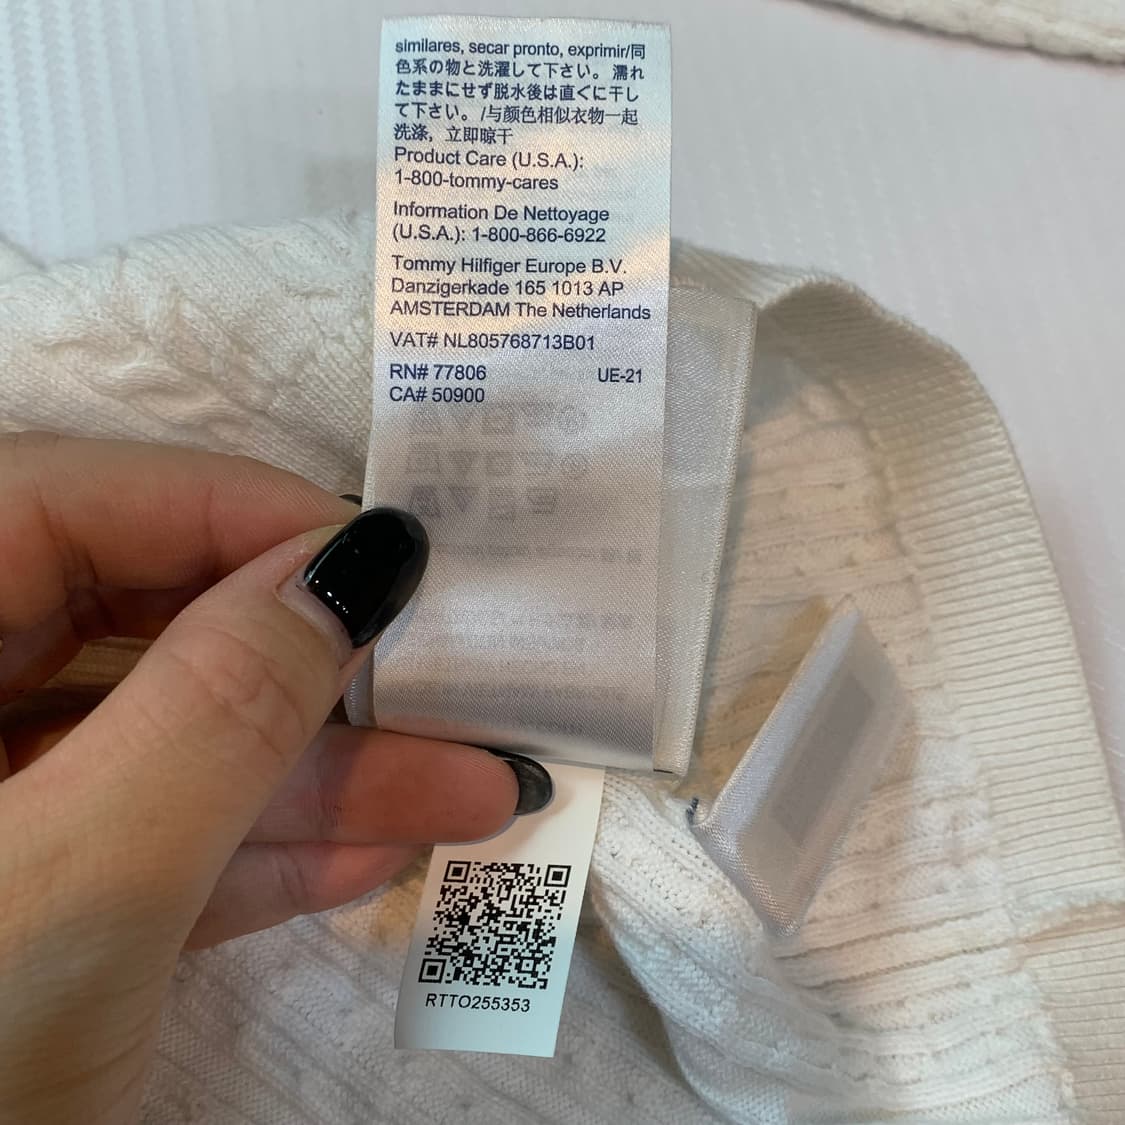 similares, secar pronto, exprimir/同
色系の物と洗濯して下さい。 濡れ
たままにせず脱水後は直ぐに干し
て下さい。 /与颜色相似衣物一起
洗涤，立即晾干
Product Care (U.S.A.):
1-800-tommy-cares
Information De Nettoyage
(U.S.A.): 1-800-866-6922
Tommy Hilfiger Europe B.V.
Danzigerkade 165 1013 AP
AMSTERDAM The Netherlands
VAT# NL805768713B01
RN# 77806 UE-21
CA# 50900
RTTO255353